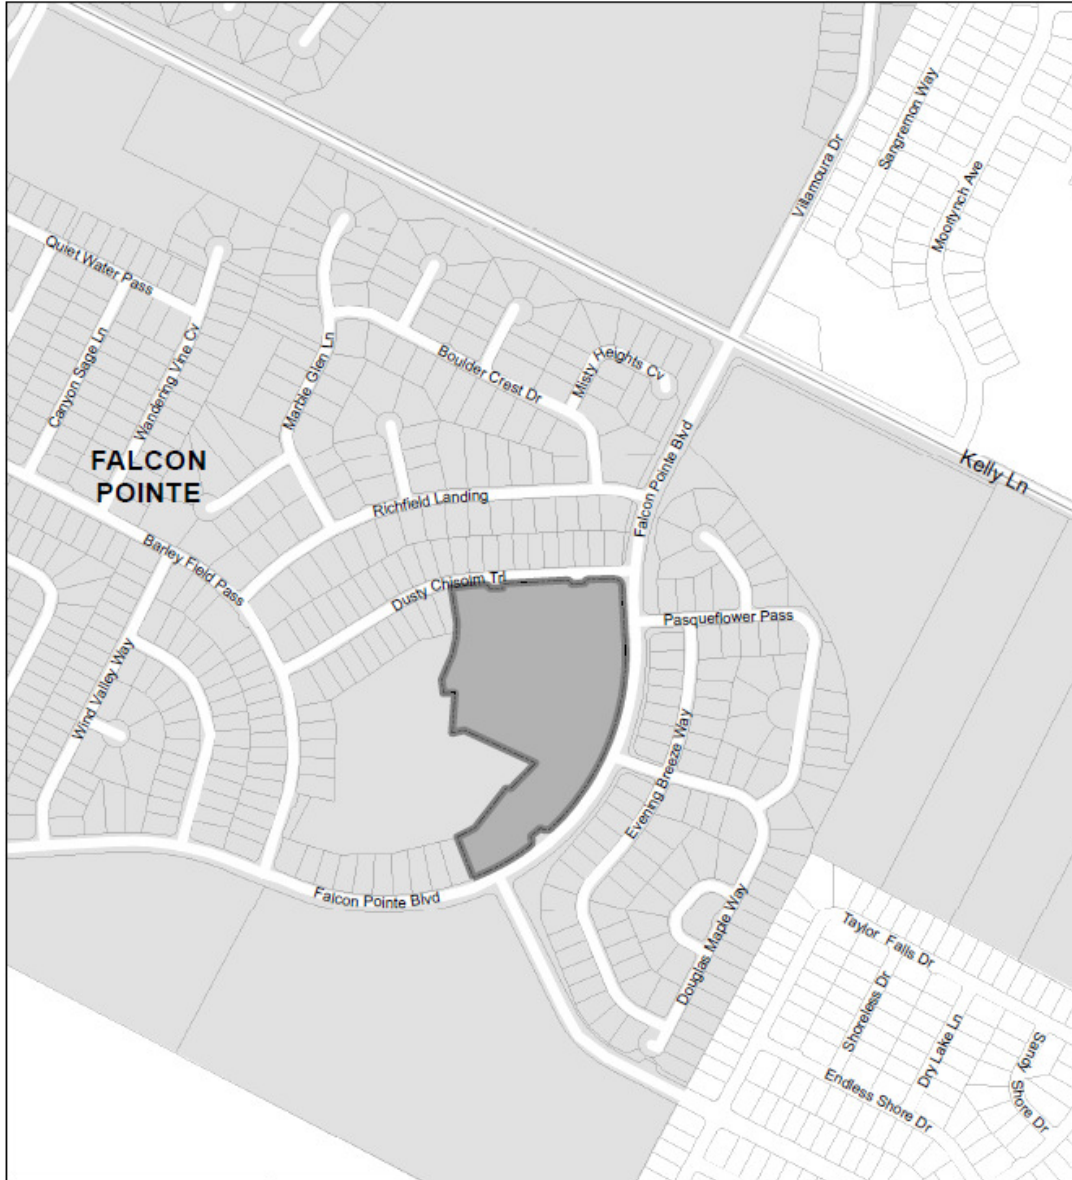 Sangremon Way
Villamoura Dr
Moorlynch Ave
Quiet Water Pass
Canyon Sage Ln
Wandering Vine Cv
Marble Glen Ln
Boulder Crest Dr
Misty Heights Cv
Falcon Pointe Blvd
Kelly Ln
FALCON
POINTE
Richfield Landing
Barley Field Pass
Dusty Chisolm Trl
Pasqueflower Pass
Wind Valley Way
Evening Breeze Way
Falcon Pointe Blvd
Douglas Maple Way
Taylor Falls Dr
Shoreless Dr
Dry Lake Ln
Sandy Shore Dr
Endless Shore Dr